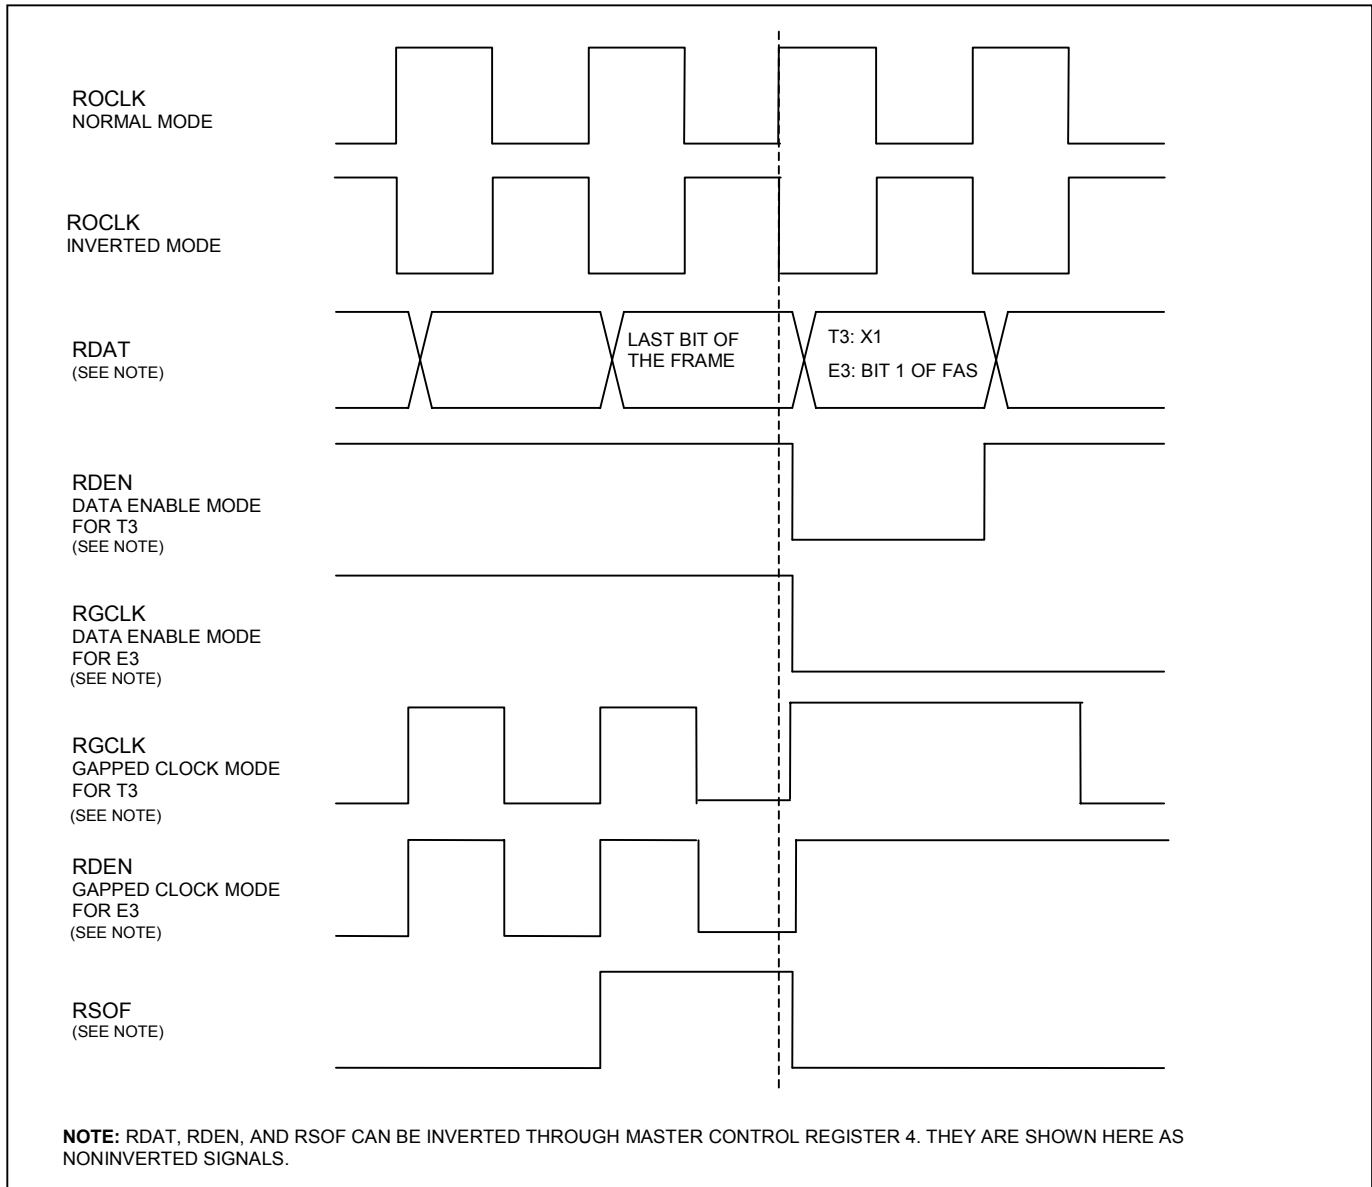 ROCLK
NORMAL MODE
ROCLK
INVERTED MODE
RDAT
(SEE NOTE)
LAST BIT OF
THE FRAME
T3: X1
E3: BIT 1 OF FAS
RDEN
DATA ENABLE MODE
FOR T3
(SEE NOTE)
RGCLK
DATA ENABLE MODE
FOR E3
(SEE NOTE)
RGCLK
GAPPED CLOCK MODE
FOR T3
(SEE NOTE)
RDEN
GAPPED CLOCK MODE
FOR E3
(SEE NOTE)
RSOF
(SEE NOTE)
NOTE: RDAT, RDEN, AND RSOF CAN BE INVERTED THROUGH MASTER CONTROL REGISTER 4. THEY ARE SHOWN HERE AS
NONINVERTED SIGNALS.